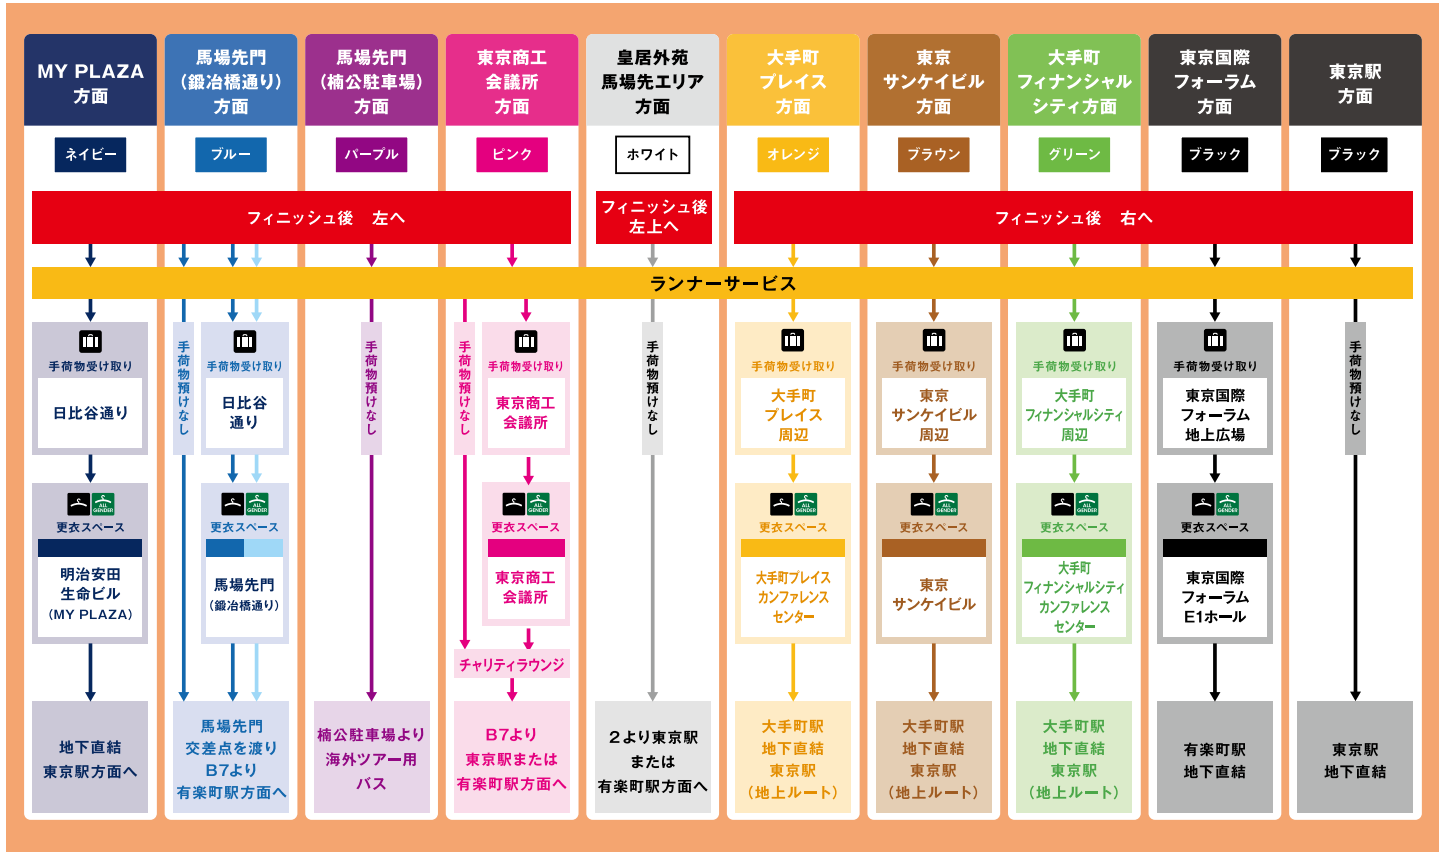 MY PLAZA
方面
ネイビー
馬場先門
（鍛冶橋通り）
方面
ブルー
馬場先門
（楠公駐車場）
方面
パープル
東京商工
会議所
方面
ピンク
皇居外苑
馬場先エリア
方面
ホワイト
大手町
プレイス
方面
オレンジ
東京
サンケイビル
方面
ブラウン
大手町
フィナンシャル
シティ方面
グリーン
東京国際
フォーラム
方面
ブラック
東京駅
方面
ブラック
フィニッシュ後　左へ
フィニッシュ後
左上へ
フィニッシュ後　右へ
ランナーサービス
手荷物受け取り
日比谷通り
手荷物預けなし
手荷物受け取り
日比谷
通り
手荷物預けなし
手荷物預けなし
手荷物受け取り
東京商工
会議所
手荷物預けなし
手荷物受け取り
大手町
プレイス
周辺
手荷物受け取り
東京
サンケイビル
周辺
手荷物受け取り
大手町
フィナンシャルシティ
周辺
手荷物受け取り
東京国際
フォーラム
地上広場
手荷物預けなし
ALL
GENDER
更衣スペース
明治安田
生命ビル
（MY PLAZA）
ALL
GENDER
更衣スペース
馬場先門
（鍛冶橋通り）
ALL
GENDER
更衣スペース
東京商工
会議所
ALL
GENDER
更衣スペース
大手町プレイス
カンファレンス
センター
ALL
GENDER
更衣スペース
東京
サンケイビル
ALL
GENDER
更衣スペース
大手町
フィナンシャルシティ
カンファレンス
センター
ALL
GENDER
更衣スペース
東京国際
フォーラム
E1ホール
チャリティラウンジ
地下直結
東京駅方面へ
馬場先門
交差点を渡り
B7より
有楽町駅方面へ
楠公駐車場より
海外ツアー用
バス
B7より
東京駅または
有楽町駅方面へ
2より東京駅
または
有楽町駅方面へ
大手町駅
地下直結
東京駅
（地上ルート）
大手町駅
地下直結
東京駅
（地上ルート）
大手町駅
地下直結
東京駅
（地上ルート）
有楽町駅
地下直結
東京駅
地下直結